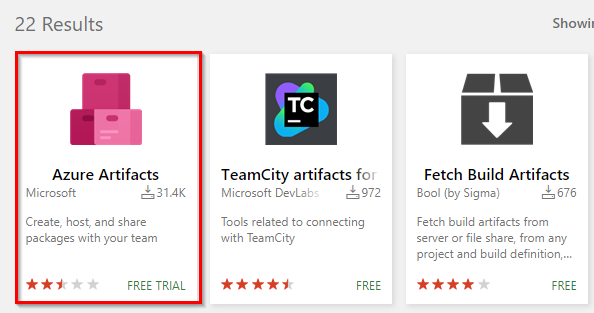 22 Results
Showin
Azure Artifacts
Microsoft 31.4K
Create, host, and share
packages with your team
FREE TRIAL
TC
TeamCity artifacts for
Microsoft DevLabs 972
Tools related to connecting
with TeamCity
FREE
Fetch Build Artifacts
Bool (by Sigma) 676
Fetch build artifacts from
server or file share, from any
project and build definition,...
FREE